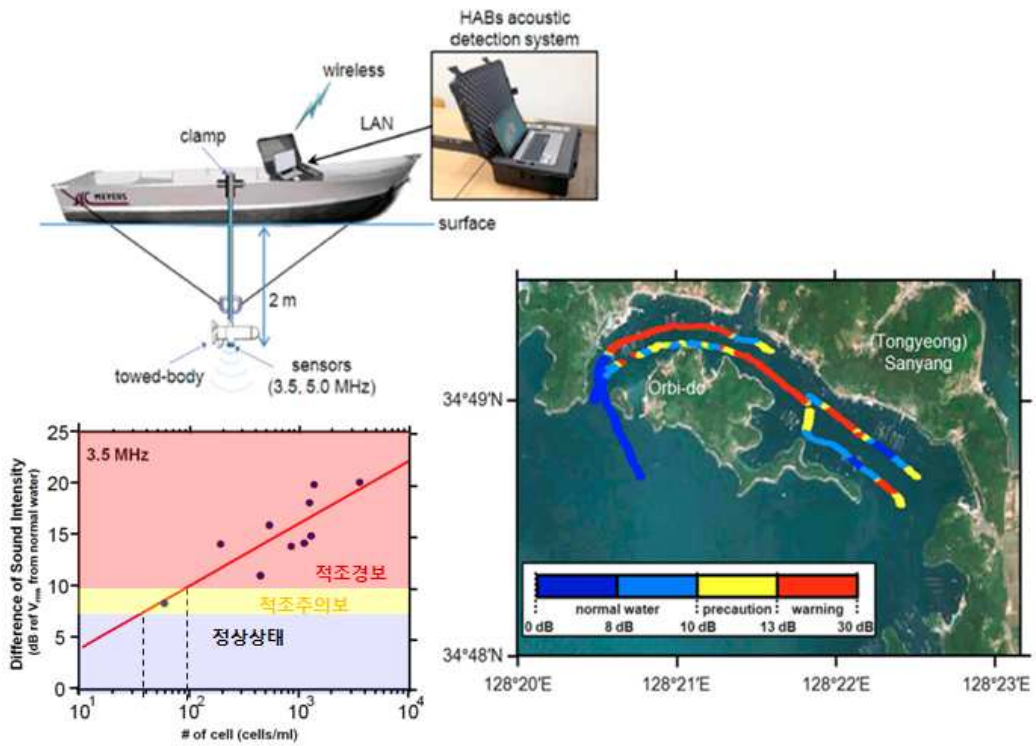 HABs acoustic
detection system
wireless
LAN
clamp
MEYERS
surface
2 m
towed-body
sensors
(3.5, 5.0 MHz)
25
20
15
10
5
0
Difference of Sound Intensity
(dB ref Vrms from normal water)
3.5 MHz
적조경보
적조주의보
정상상태
10¹
10²
10³
10⁴
# of cell (cells/ml)
(Tongyeong)
Sanyang
Orbi-do
34°49'N
34°48'N
normal water
precaution
warning
0 dB
8 dB
10 dB
13 dB
30 dB
128°20'E
128°21'E
128°22'E
128°23'E